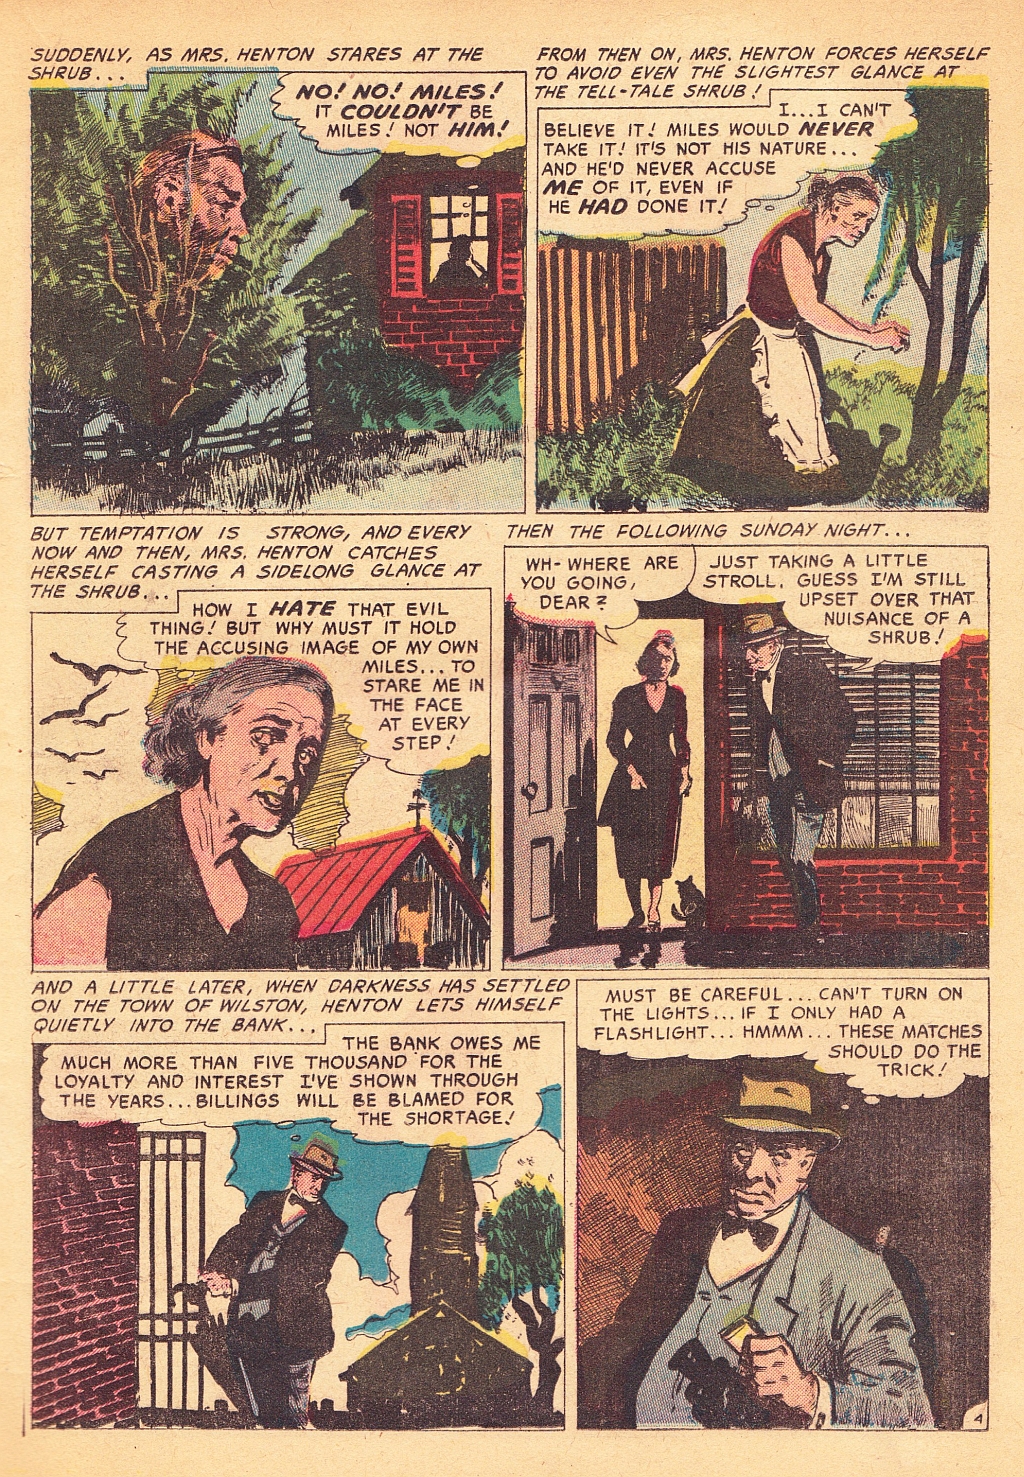 SUDDENLY, AS MRS. HENTON STARES AT THE
SHRUB...
NO! NO! MILES!
IT COULDN'T BE
MILES! NOT HIM!
FROM THEN ON, MRS. HENTON FORCES HERSELF
TO AVOID EVEN THE SLIGHTEST GLANCE AT
THE TELL-TALE SHRUB!
I...I CAN'T
BELIEVE IT! MILES WOULD NEVER
TAKE IT! IT'S NOT HIS NATURE...
AND HE'D NEVER ACCUSE
ME OF IT, EVEN IF
HE HAD DONE IT!
BUT TEMPTATION IS STRONG, AND EVERY
NOW AND THEN, MRS. HENTON CATCHES
HERSELF CASTING A SIDELONG GLANCE AT
THE SHRUB...
HOW I HATE THAT EVIL
THING! BUT WHY MUST IT HOLD
THE ACCUSING IMAGE OF MY OWN
MILES...TO
STARE ME IN
THE FACE
AT EVERY
STEP!
THEN THE FOLLOWING SUNDAY NIGHT...
WH-WHERE ARE
YOU GOING,
DEAR?
JUST TAKING A LITTLE
STROLL. GUESS I'M STILL
UPSET OVER THAT
NUISANCE OF A
SHRUB!
AND A LITTLE LATER, WHEN DARKNESS HAS SETTLED
ON THE TOWN OF WILSTON, HENTON LETS HIMSELF
QUIETLY INTO THE BANK...
THE BANK OWES ME
MUCH MORE THAN FIVE THOUSAND FOR THE
LOYALTY AND INTEREST I'VE SHOWN THROUGH
THE YEARS...BILLINGS WILL BE BLAMED FOR
THE SHORTAGE!
MUST BE CAREFUL...CAN'T TURN ON
THE LIGHTS...IF I ONLY HAD A
FLASHLIGHT...HMMM...THESE MATCHES
SHOULD DO THE
TRICK!
4